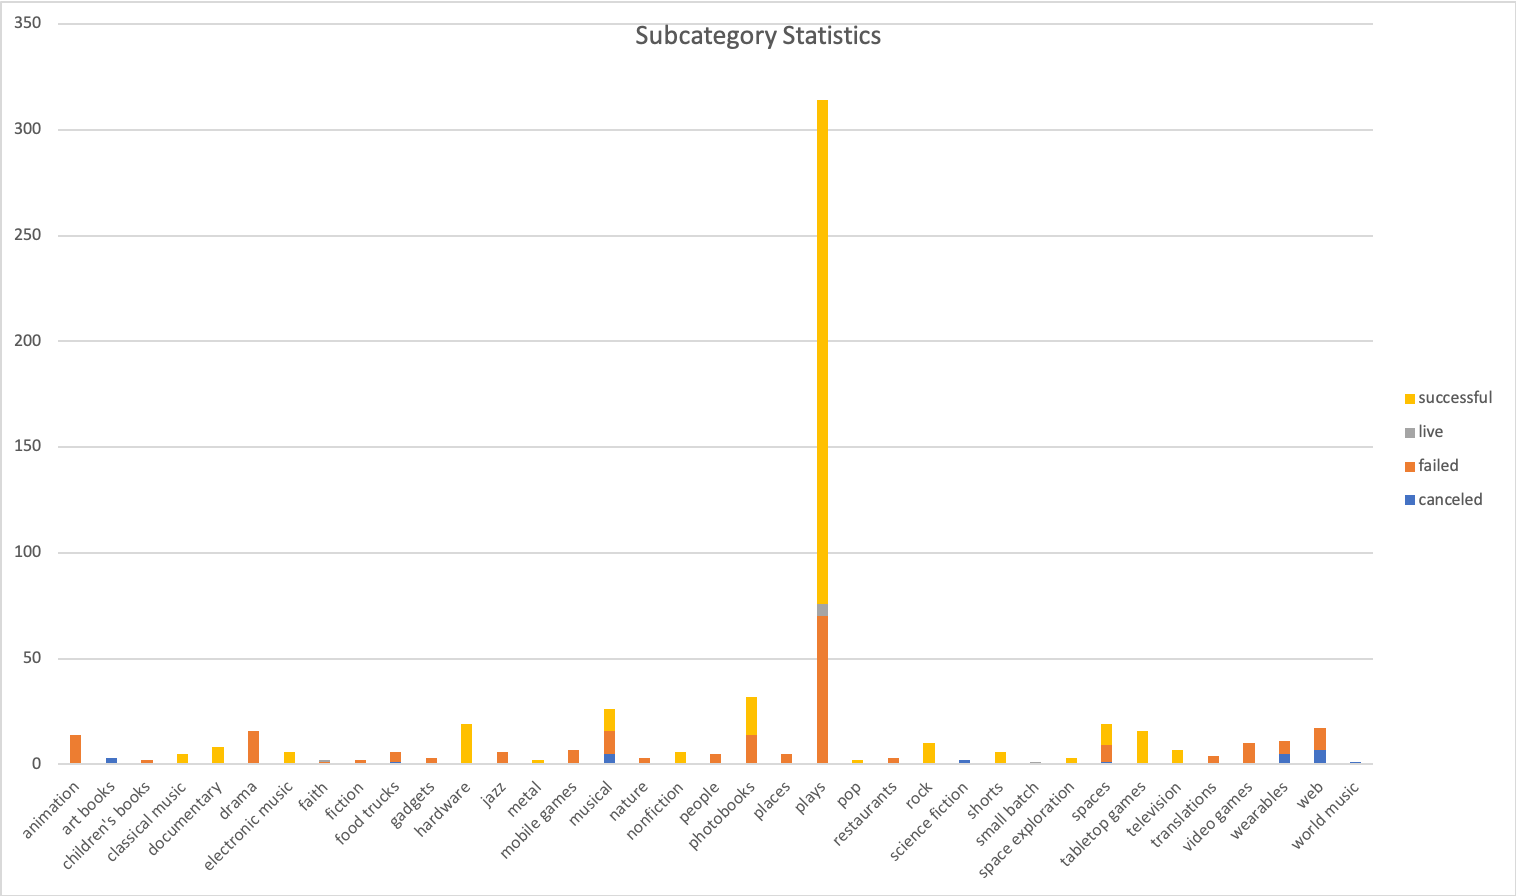 Subcategory Statistics
350
300
250
200
150
100
50
0
animation
art books
children's books
classical music
documentary
drama
electronic music
faith
fiction
food trucks
gadgets
hardware
jazz
metal
mobile games
musical
nature
nonfiction
people
photobooks
places
plays
pop
restaurants
rock
science fiction
shorts
small batch
space exploration
spaces
tabletop games
television
translations
video games
wearables
web
world music
successful
live
failed
canceled